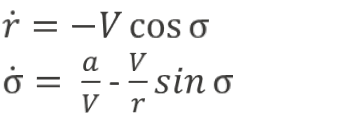 ṙ = −V cos σ
σ̇ = a/V - V/r sin σ